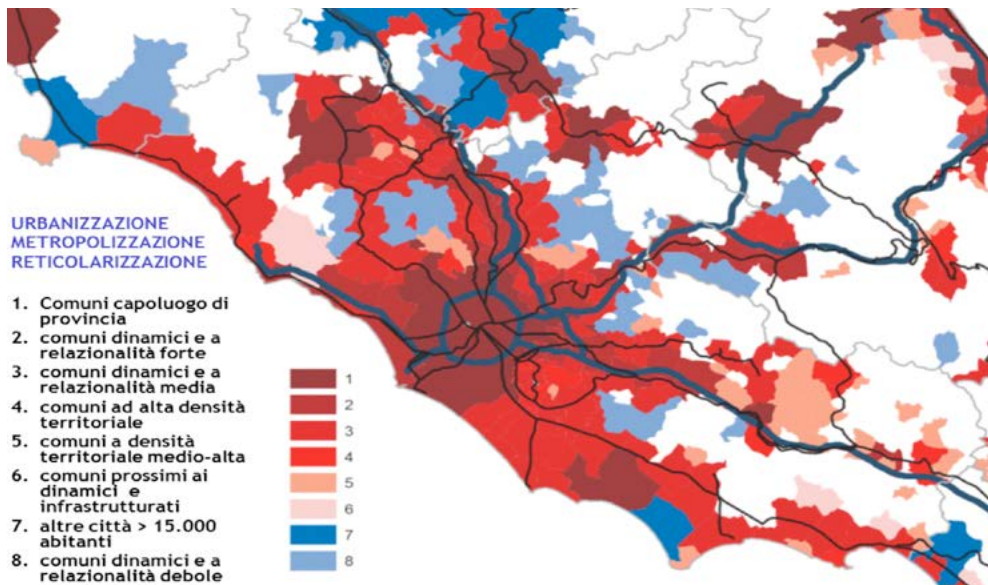 URBANIZZAZIONE
METROPOLIZZAZIONE
RETICOLARIZZAZIONE
1. Comuni capoluogo di
provincia
2. comuni dinamici e a
relazionalità forte
3. comuni dinamici e a
relazionalità media
4. comuni ad alta densità
territoriale
5. comuni a densità
territoriale medio-alta
6. comuni prossimi ai
dinamici e
infrastrutturati
7. altre città > 15.000
abitanti
8. comuni dinamici e a
relazionalità debole
1
2
3
4
5
6
7
8